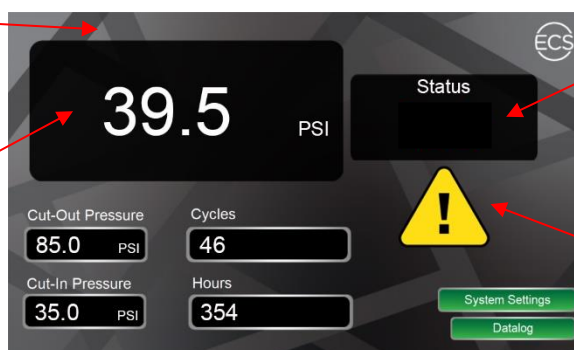 ECS
39.5 PSI
Status
!
Cut-Out Pressure
85.0 PSI
Cycles
46
Cut-In Pressure
35.0 PSI
Hours
354
System Settings
Datalog